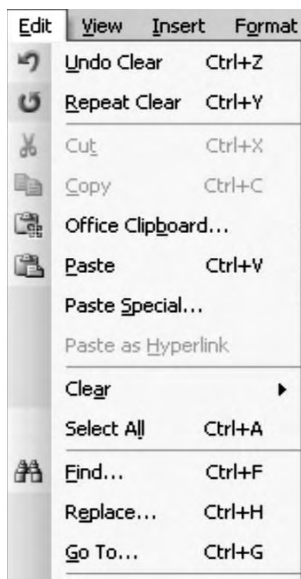 Edit View Insert Format
Undo Clear Ctrl+Z
Repeat Clear Ctrl+Y
Cut Ctrl+X
Copy Ctrl+C
Office Clipboard...
Paste Ctrl+V
Paste Special...
Paste as Hyperlink
Clear
Select All Ctrl+A
Find... Ctrl+F
Replace... Ctrl+H
Go To... Ctrl+G